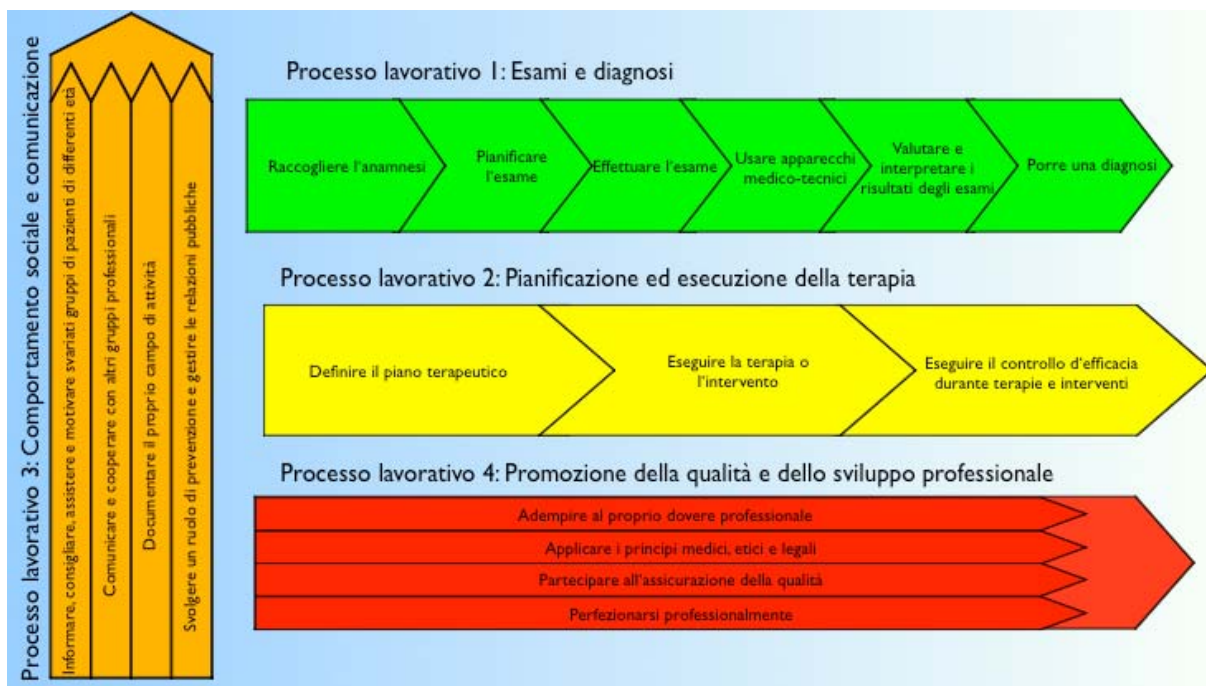 Processo lavorativo 3: Comportamento sociale e comunicazione
Informare, consigliare, assistere e motivare svariati gruppi di pazienti di differenti età
Comunicare e cooperare con altri gruppi professionali
Documentare il proprio campo di attività
Svolgere un ruolo di prevenzione e gestire le relazioni pubbliche
Processo lavorativo 1: Esami e diagnosi
Raccogliere l'anamnesi
Pianificare
l'esame
Effettuare l'esame
Usare apparecchi
medico-tecnici
Valutare e
interpretare i
risultati degli esami
Porre una diagnosi
Processo lavorativo 2: Pianificazione ed esecuzione della terapia
Definire il piano terapeutico
Eseguire la terapia o
l'intervento
Eseguire il controllo d'efficacia
durante terapie e interventi
Processo lavorativo 4: Promozione della qualità e dello sviluppo professionale
Adempire al proprio dovere professionale
Applicare i principi medici, etici e legali
Partecipare all'assicurazione della qualità
Perfezionarsi professionalmente